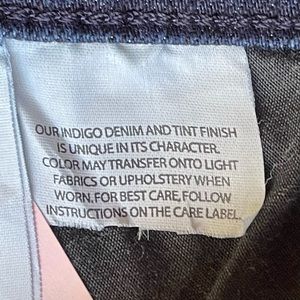 OUR INDIGO DENIM AND TINT FINISH
IS UNIQUE IN ITS CHARACTER.
COLOR MAY TRANSFER ONTO LIGHT
FABRICS OR UPHOLSTERY WHEN
WORN. FOR BEST CARE, FOLLOW
INSTRUCTIONS ON THE CARE LABEL.